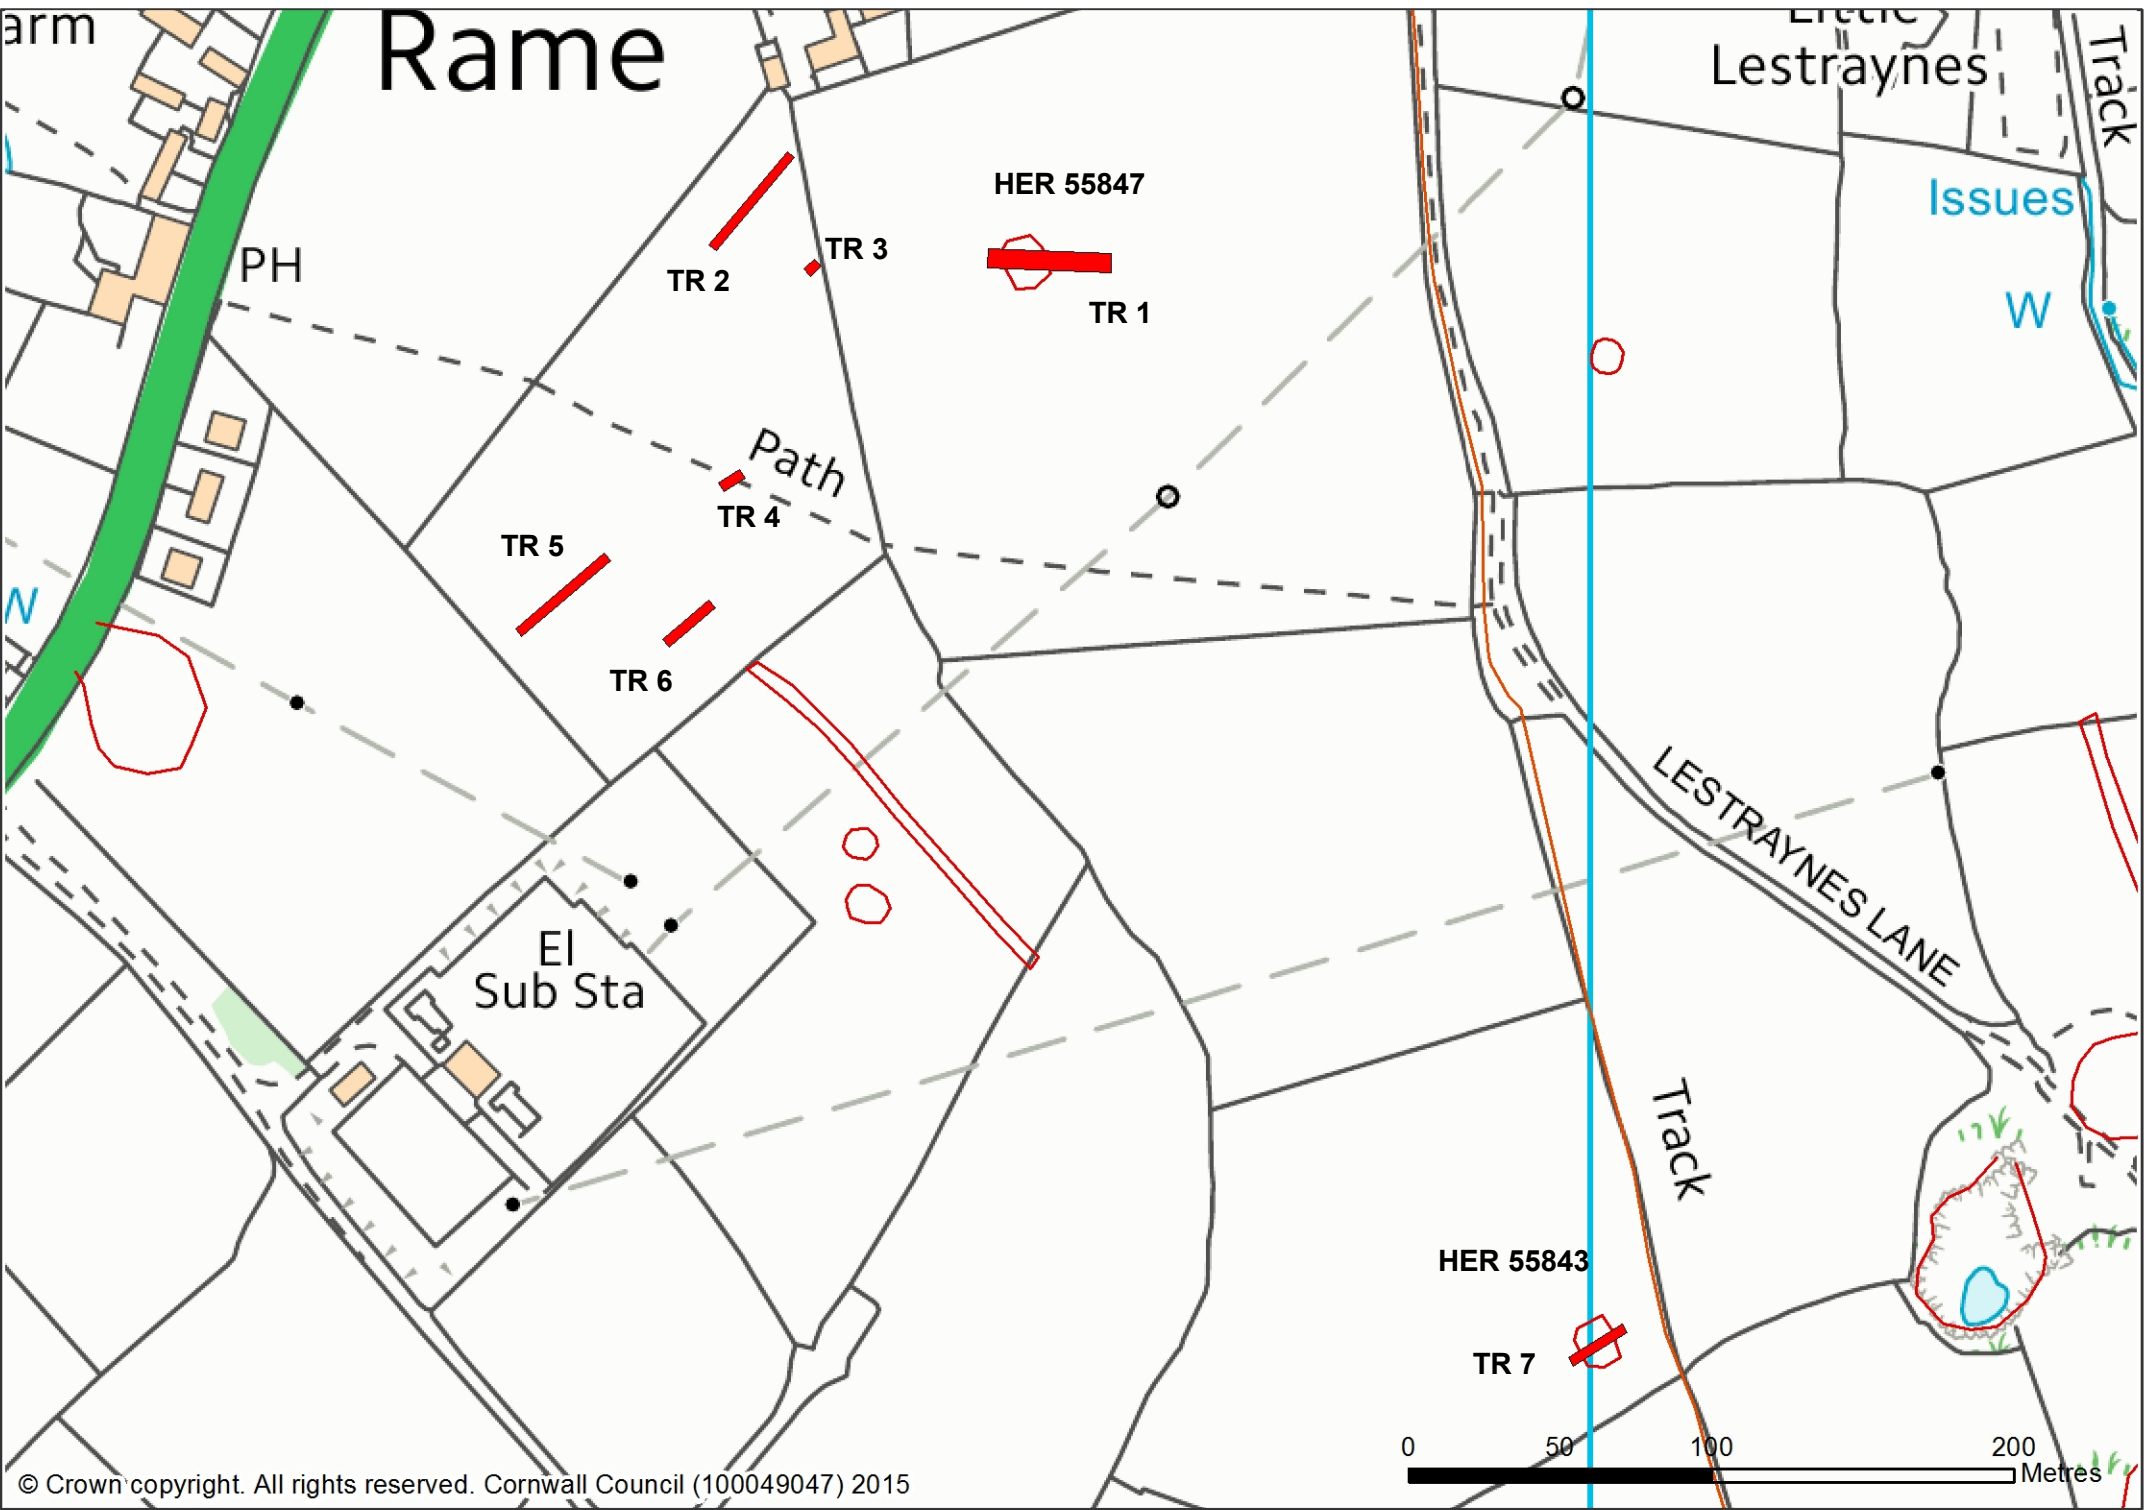 arm
Rame
Lestraynes
Track
HER 55847
Issues
PH
TR 3
TR 2
TR 1
W
Path
TR 4
TR 5
W
TR 6
LESTRAYNES LANE
El
Sub Sta
Track
HER 55843
TR 7
0 50 100 200
Metres
© Crown copyright. All rights reserved. Cornwall Council (100049047) 2015